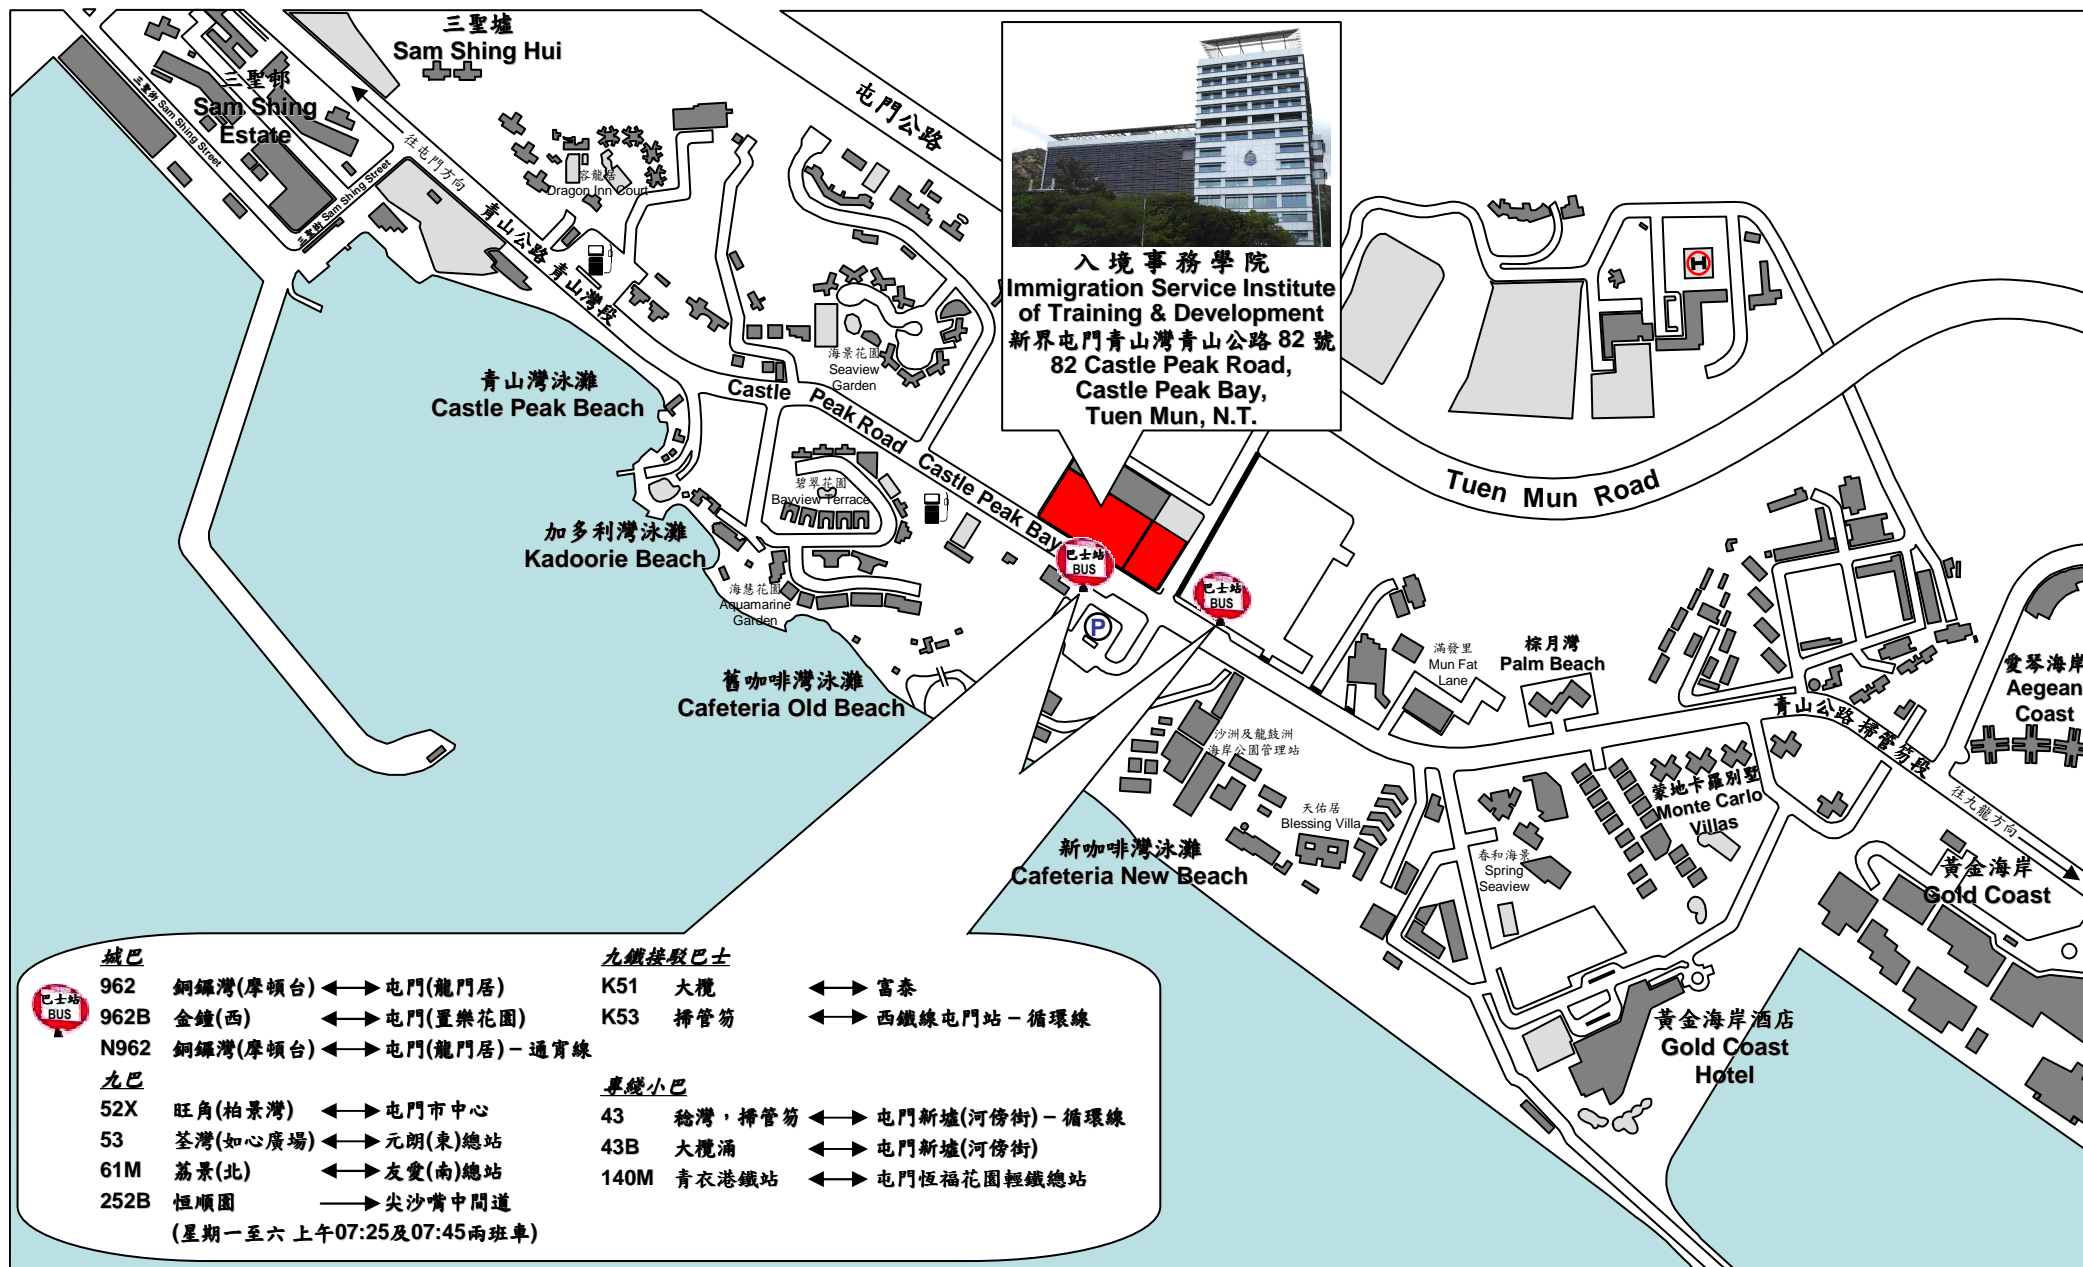 三聖墟
Sam Shing Hui
三聖邨
Sam Shing
Estate
三聖街 Sam Shing Street
三聖街 Sam Shing Street
往屯門方向
屯門公路
容龍居
Dragon Inn Court
青山公路 青山灣段
入境事務學院
Immigration Service Institute
of Training & Development
新界屯門青山灣青山公路 82 號
82 Castle Peak Road,
Castle Peak Bay,
Tuen Mun, N.T.
H
海景花園
Seaview
Garden
青山灣泳灘
Castle Peak Beach
Castle Peak Road Castle Peak Bay
Tuen Mun Road
碧翠花園
Bayview Terrace
加多利灣泳灘
Kadoorie Beach
巴士站
BUS
巴士站
BUS
P
海慧花園
Aquamarine
Garden
舊咖啡灣泳灘
Cafeteria Old Beach
滿發里
Mun Fat
Lane
棕月灣
Palm Beach
愛琴海岸
Aegean
Coast
青山公路 掃管笏段
沙洲及龍鼓洲
海岸公園管理站
天佑居
Blessing Villa
蒙地卡羅別墅
Monte Carlo
Villas
往九龍方向
新咖啡灣泳灘
Cafeteria New Beach
春和海景
Spring
Seaview
黃金海岸
Gold Coast
黃金海岸酒店
Gold Coast
Hotel
巴士站
BUS
城巴
962 銅鑼灣(摩頓台) 屯門(龍門居)
962B 金鐘(西) 屯門(置樂花園)
N962 銅鑼灣(摩頓台) 屯門(龍門居) – 通宵線
九巴
52X 旺角(柏景灣) 屯門市中心
53 荃灣(如心廣場) 元朗(東)總站
61M 荔景(北) 友愛(南)總站
252B 恒順園 尖沙嘴中間道
(星期一至六 上午07:25及07:45兩班車)
九鐵接駁巴士
K51 大欖 富泰
K53 掃管笏 西鐵線屯門站 – 循環線
專綫小巴
43 稔灣，掃管笏 屯門新墟(河傍街) – 循環線
43B 大欖涌 屯門新墟(河傍街)
140M 青衣港鐵站 屯門恆福花園輕鐵總站